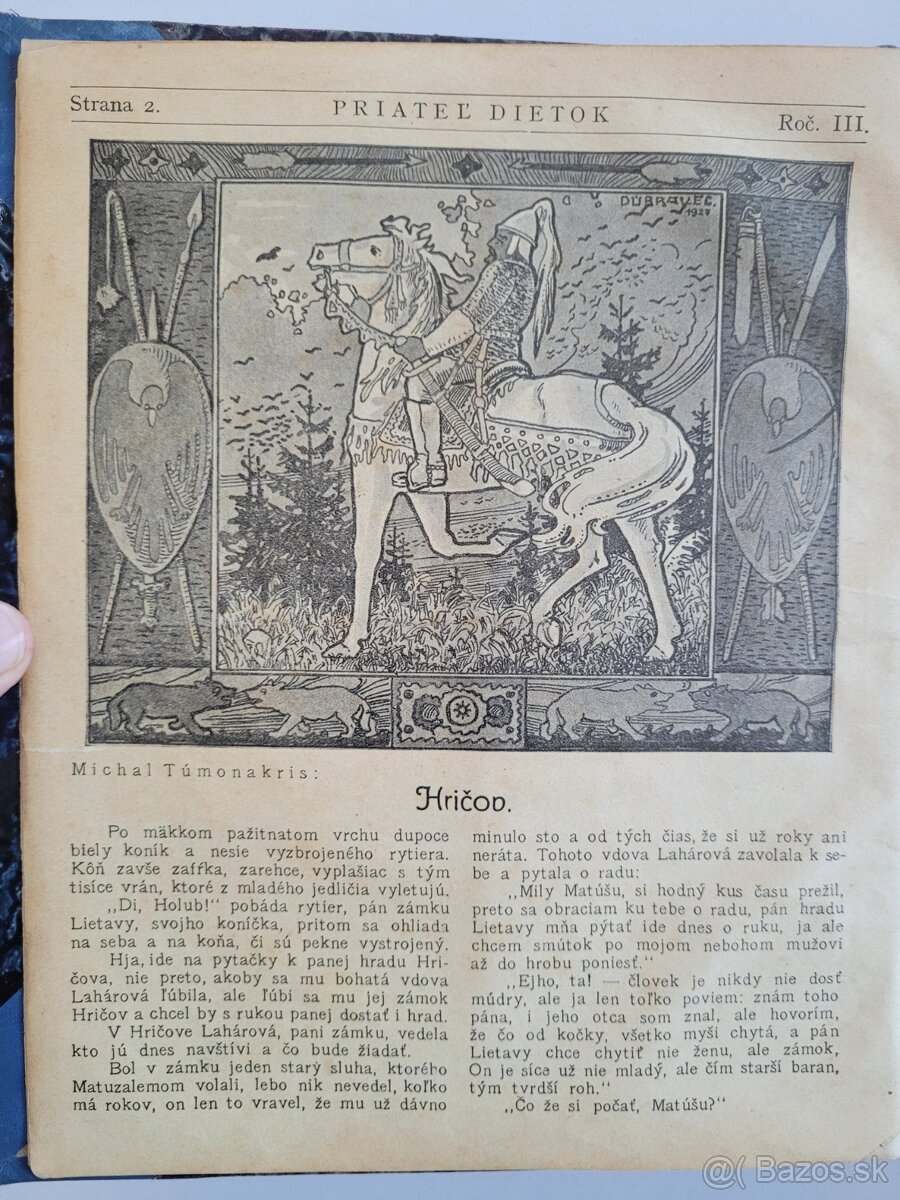 Strana 2.
PRIATEĽ DIETOK
Roč. III.
DÚBRAVEC.
1927
Michal Túmonakris:
Hričov.
Po mäkkom pažitnatom vrchu dupoce
biely koník a nesie vyzbrojeného rytiera.
Kôň zavše zafŕka, zarehce, vyplašiac s tým
tisíce vrán, ktoré z mladého jedličia vyletujú.
„Di, Holub!“ pobáda rytier, pán zámku
Lietavy, svojho koníčka, pritom sa ohliada
na seba a na koňa, či sú pekne vystrojený.
Hja, ide na pytačky k panej hradu Hri-
čova, nie preto, akoby sa mu bohatá vdova
Lahárová ľúbila, ale ľúbí sa mu jej zámok
Hričov a chcel by s rukou panej dostať i hrad.
V Hričove Lahárová, pani zámku, vedela
kto jú dnes navštívi a čo bude žiadať.
Bol v zámku jeden starý sluha, ktorého
Matuzalemom volali, lebo nik nevedel, koľko
má rokov, on len to vravel, že mu už dávno
minulo sto a od tých čias, že si už roky ani
neráta. Tohoto vdova Lahárová zavolala k se-
be a pytala o radu:
„Milý Matúšu, si hodný kus času prežil,
preto sa obraciam ku tebe o radu, pán hradu
Lietavy mňa pýtať ide dnes o ruku, ja ale
chcem smútok po mojom nebohom mužovi
až do hrobu poniesť.“
„Ejho, ta! — človek je nikdy nie dosť
múdry, ale ja len toľko poviem: znám toho
pána, i jeho otca som znal, ale hovorím,
že čo od kočky, všetko myši chytá, a pán
Lietavy chce chytiť nie ženu, ale zámok,
On je síce už nie mladý, ale čím starší baran,
tým tvrdší roh.“
„Čo že si počať, Matúšu?“
@( Bazos.sk